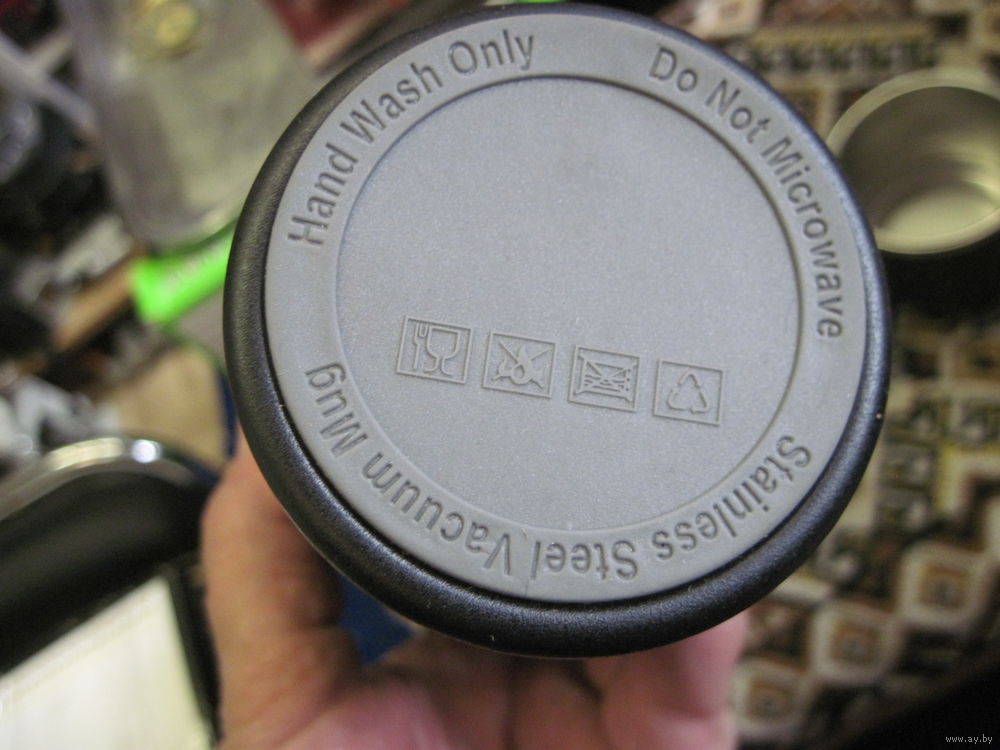 Hand Wash Only
Do Not Microwave
Stainless Steel Vacuum Mug
www.ay.by